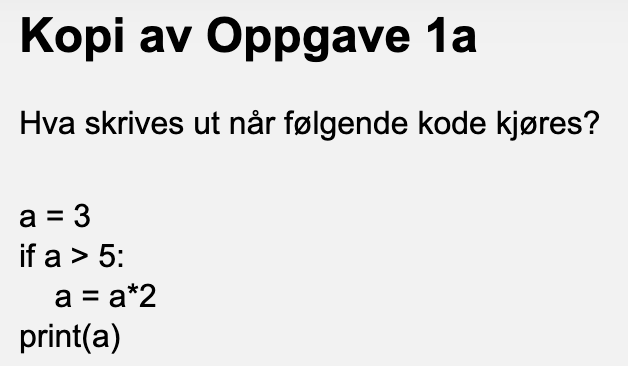 Kopi av Oppgave 1a
Hva skrives ut når følgende kode kjøres?
a = 3
if a > 5:
    a = a*2
print(a)